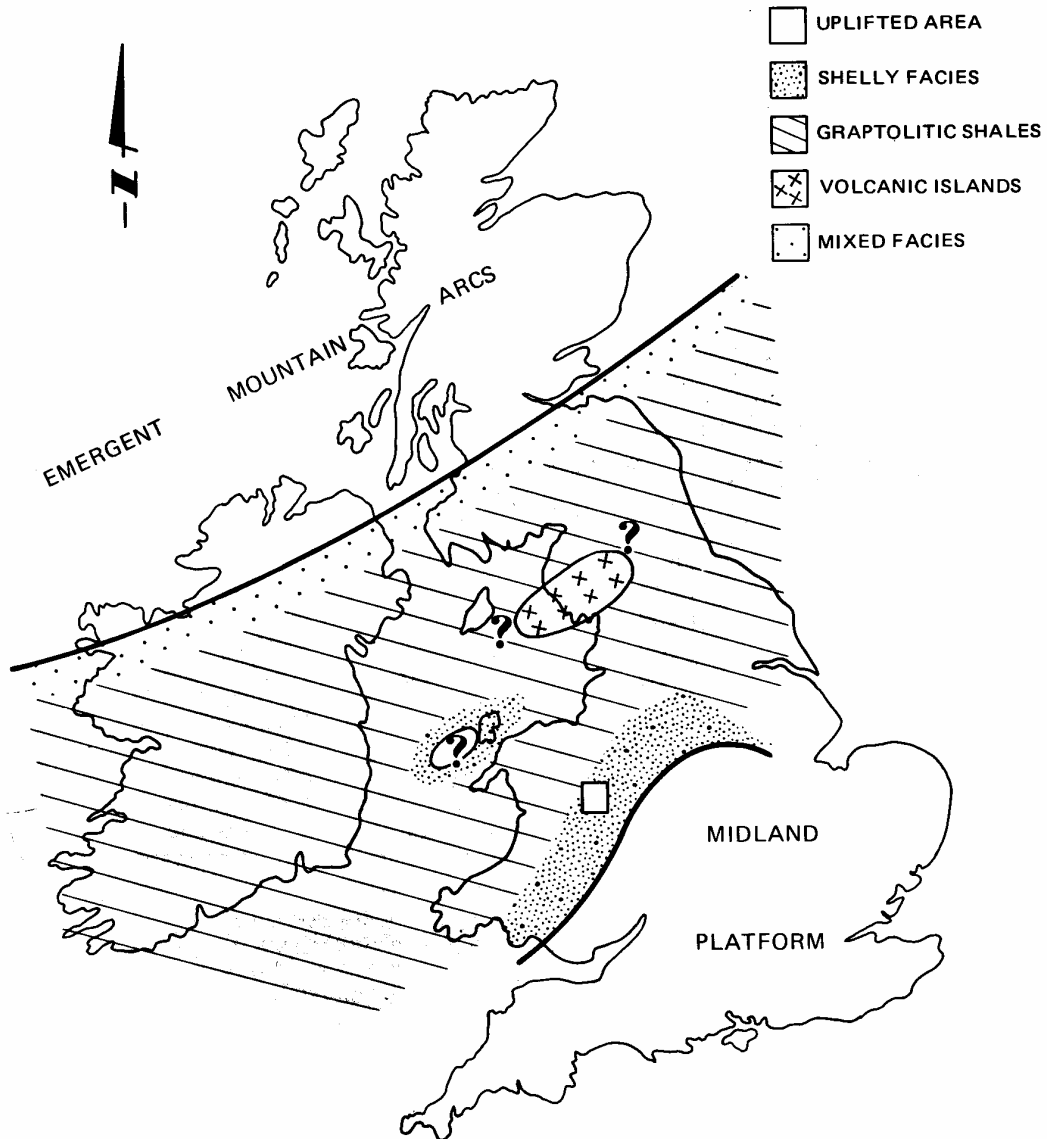 UPLIFTED AREA
SHELLY FACIES
GRAPTOLITIC SHALES
VOLCANIC ISLANDS
MIXED FACIES
N
EMERGENT MOUNTAIN ARCS
?
?
?
MIDLAND
PLATFORM